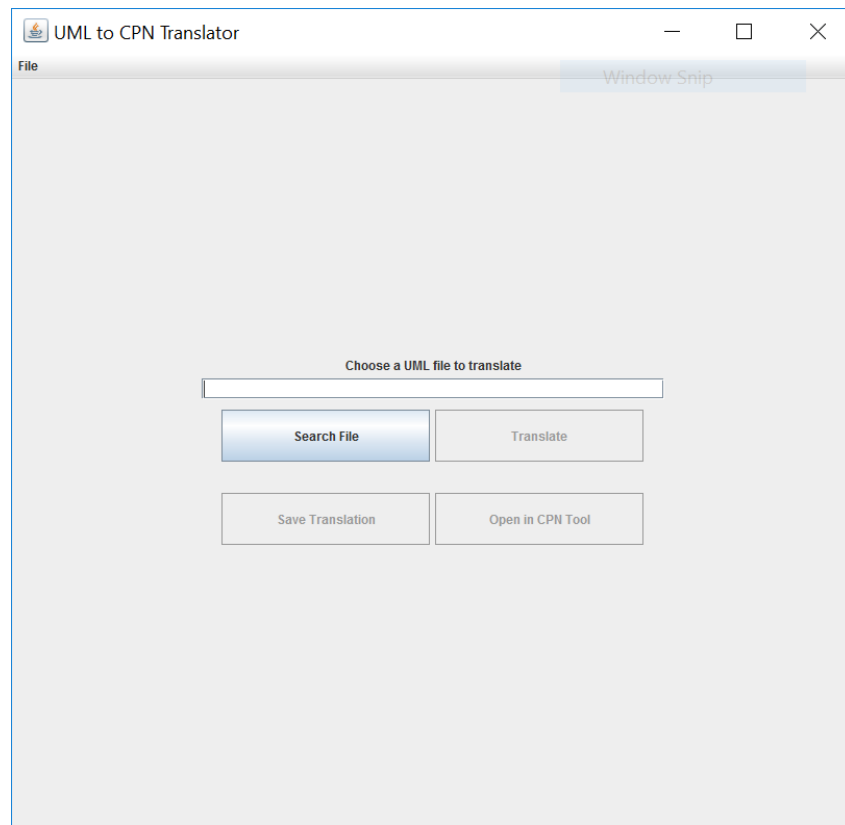 UML to CPN Translator
File
Window Snip
Choose a UML file to translate
Search File
Translate
Save Translation
Open in CPN Tool